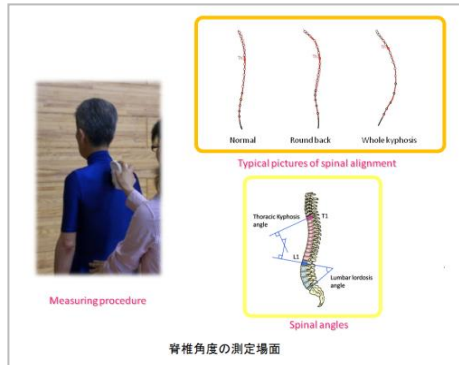 Normal
Round back
Whole kyphosis
Typical pictures of spinal alignment
Thoracic Kyphosis
angle
T1
L1
Lumbar lordosis
angle
Spinal angles
Measuring procedure
脊椎角度の測定場面